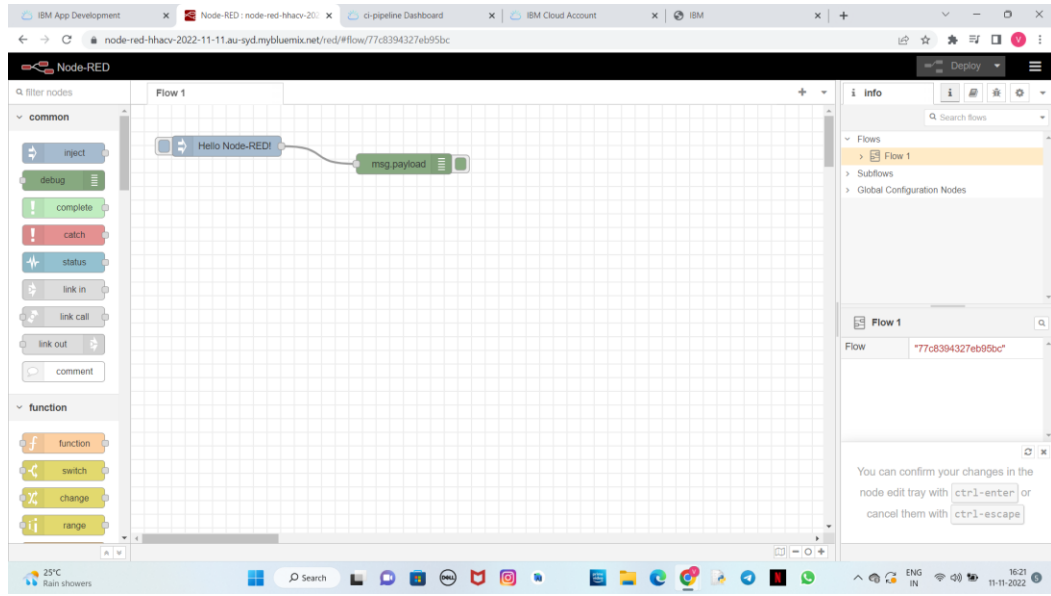 IBM App Development
Node-RED : node-red-hhacv-202
ci-pipeline Dashboard
IBM Cloud Account
IBM
node-red-hhacv-2022-11-11.au-syd.mybluemix.net/red/#flow/77c8394327eb95bc
V
Node-RED
Deploy
filter nodes
Flow 1
i info
i
Search flows
common
inject
debug
complete
catch
status
link in
link call
link out
comment
function
function
switch
change
range
Hello Node-RED!
msg.payload
Flows
Flow 1
Subflows
Global Configuration Nodes
Flow 1
Flow "77c8394327eb95bc"
You can confirm your changes in the
node edit tray with ctrl-enter or
cancel them with ctrl-escape
25°C
Rain showers
Search
DELL
ENG
IN
16:21
11-11-2022